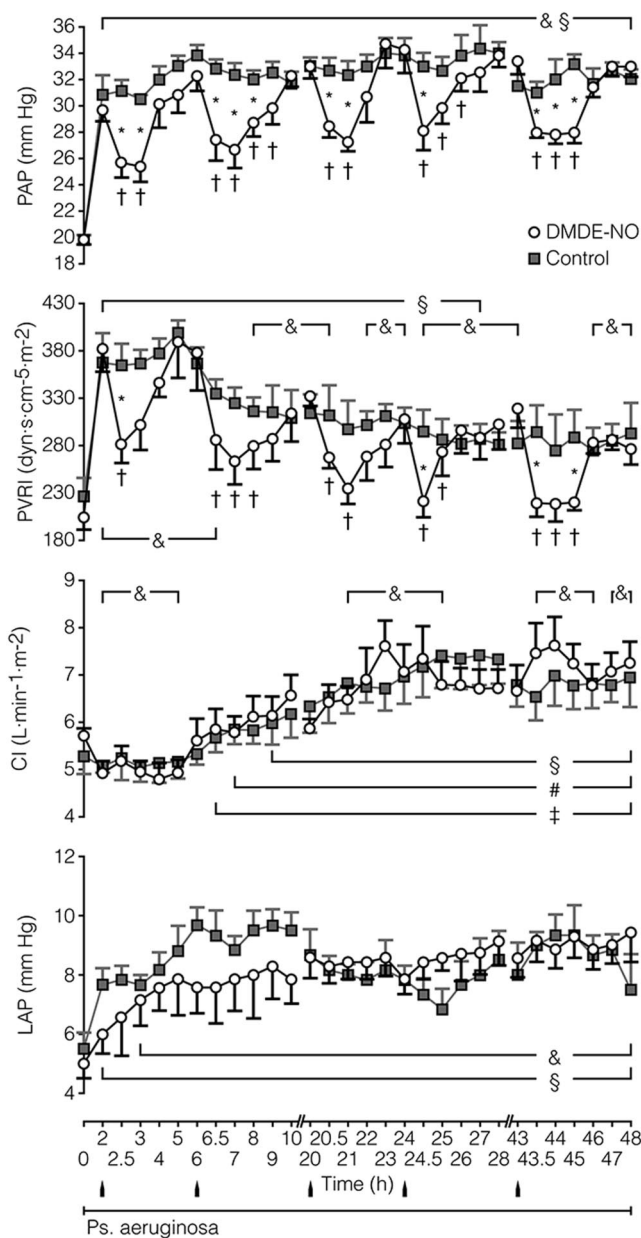 & §
36
34
32
30
28
26
24
22
20
18
PAP (mm Hg)
* * * * * * * * * * * * * *
† † † † † † † † † † † † †
DMDE-NO
Control
430
380
330
280
230
180
PVRI (dyn·s·cm-5·m-2)
§
& & & &
* * * *
† † † † † † † † † † †
&
9
8
7
6
5
4
CI (L·min-1·m-2)
& & & &
§
#
‡
12
10
8
6
4
LAP (mm Hg)
&
§
2 3 5 6.5 8 10 20.5 22 24 25 27 43 44 46 48
0 2.5 4 6 7 9 20 21 23 24.5 26 28 43.5 45 47
Time (h)
Ps. aeruginosa